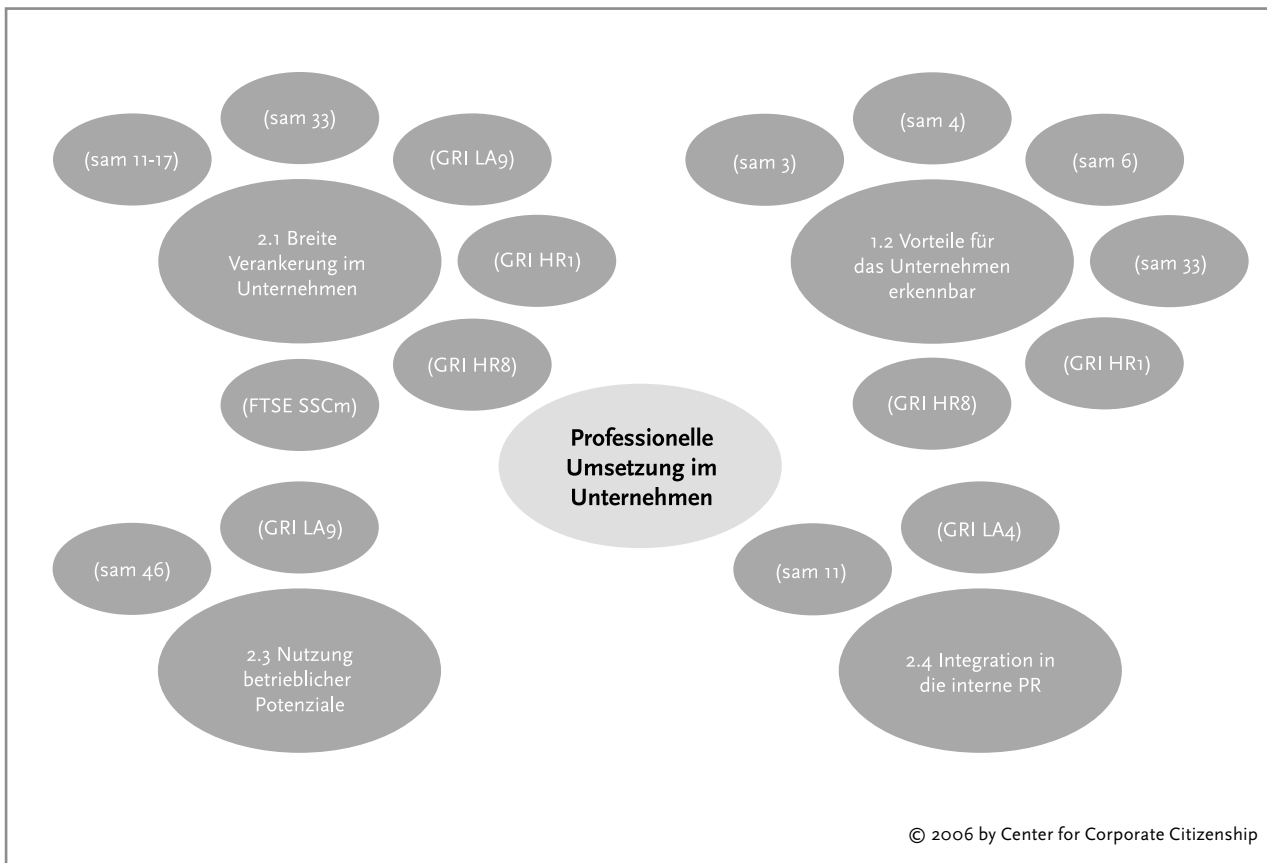 (sam 33)
(sam 11-17)
(GRI LA9)
2.1 Breite
Verankerung im
Unternehmen
(GRI HR1)
(GRI HR8)
(FTSE SSCm)
(sam 4)
(sam 3)
(sam 6)
1.2 Vorteile für
das Unternehmen
erkennbar
(sam 33)
(GRI HR1)
(GRI HR8)
Professionelle
Umsetzung im
Unternehmen
(GRI LA9)
(sam 46)
2.3 Nutzung
betrieblicher
Potenziale
(GRI LA4)
(sam 11)
2.4 Integration in
die interne PR
© 2006 by Center for Corporate Citizenship